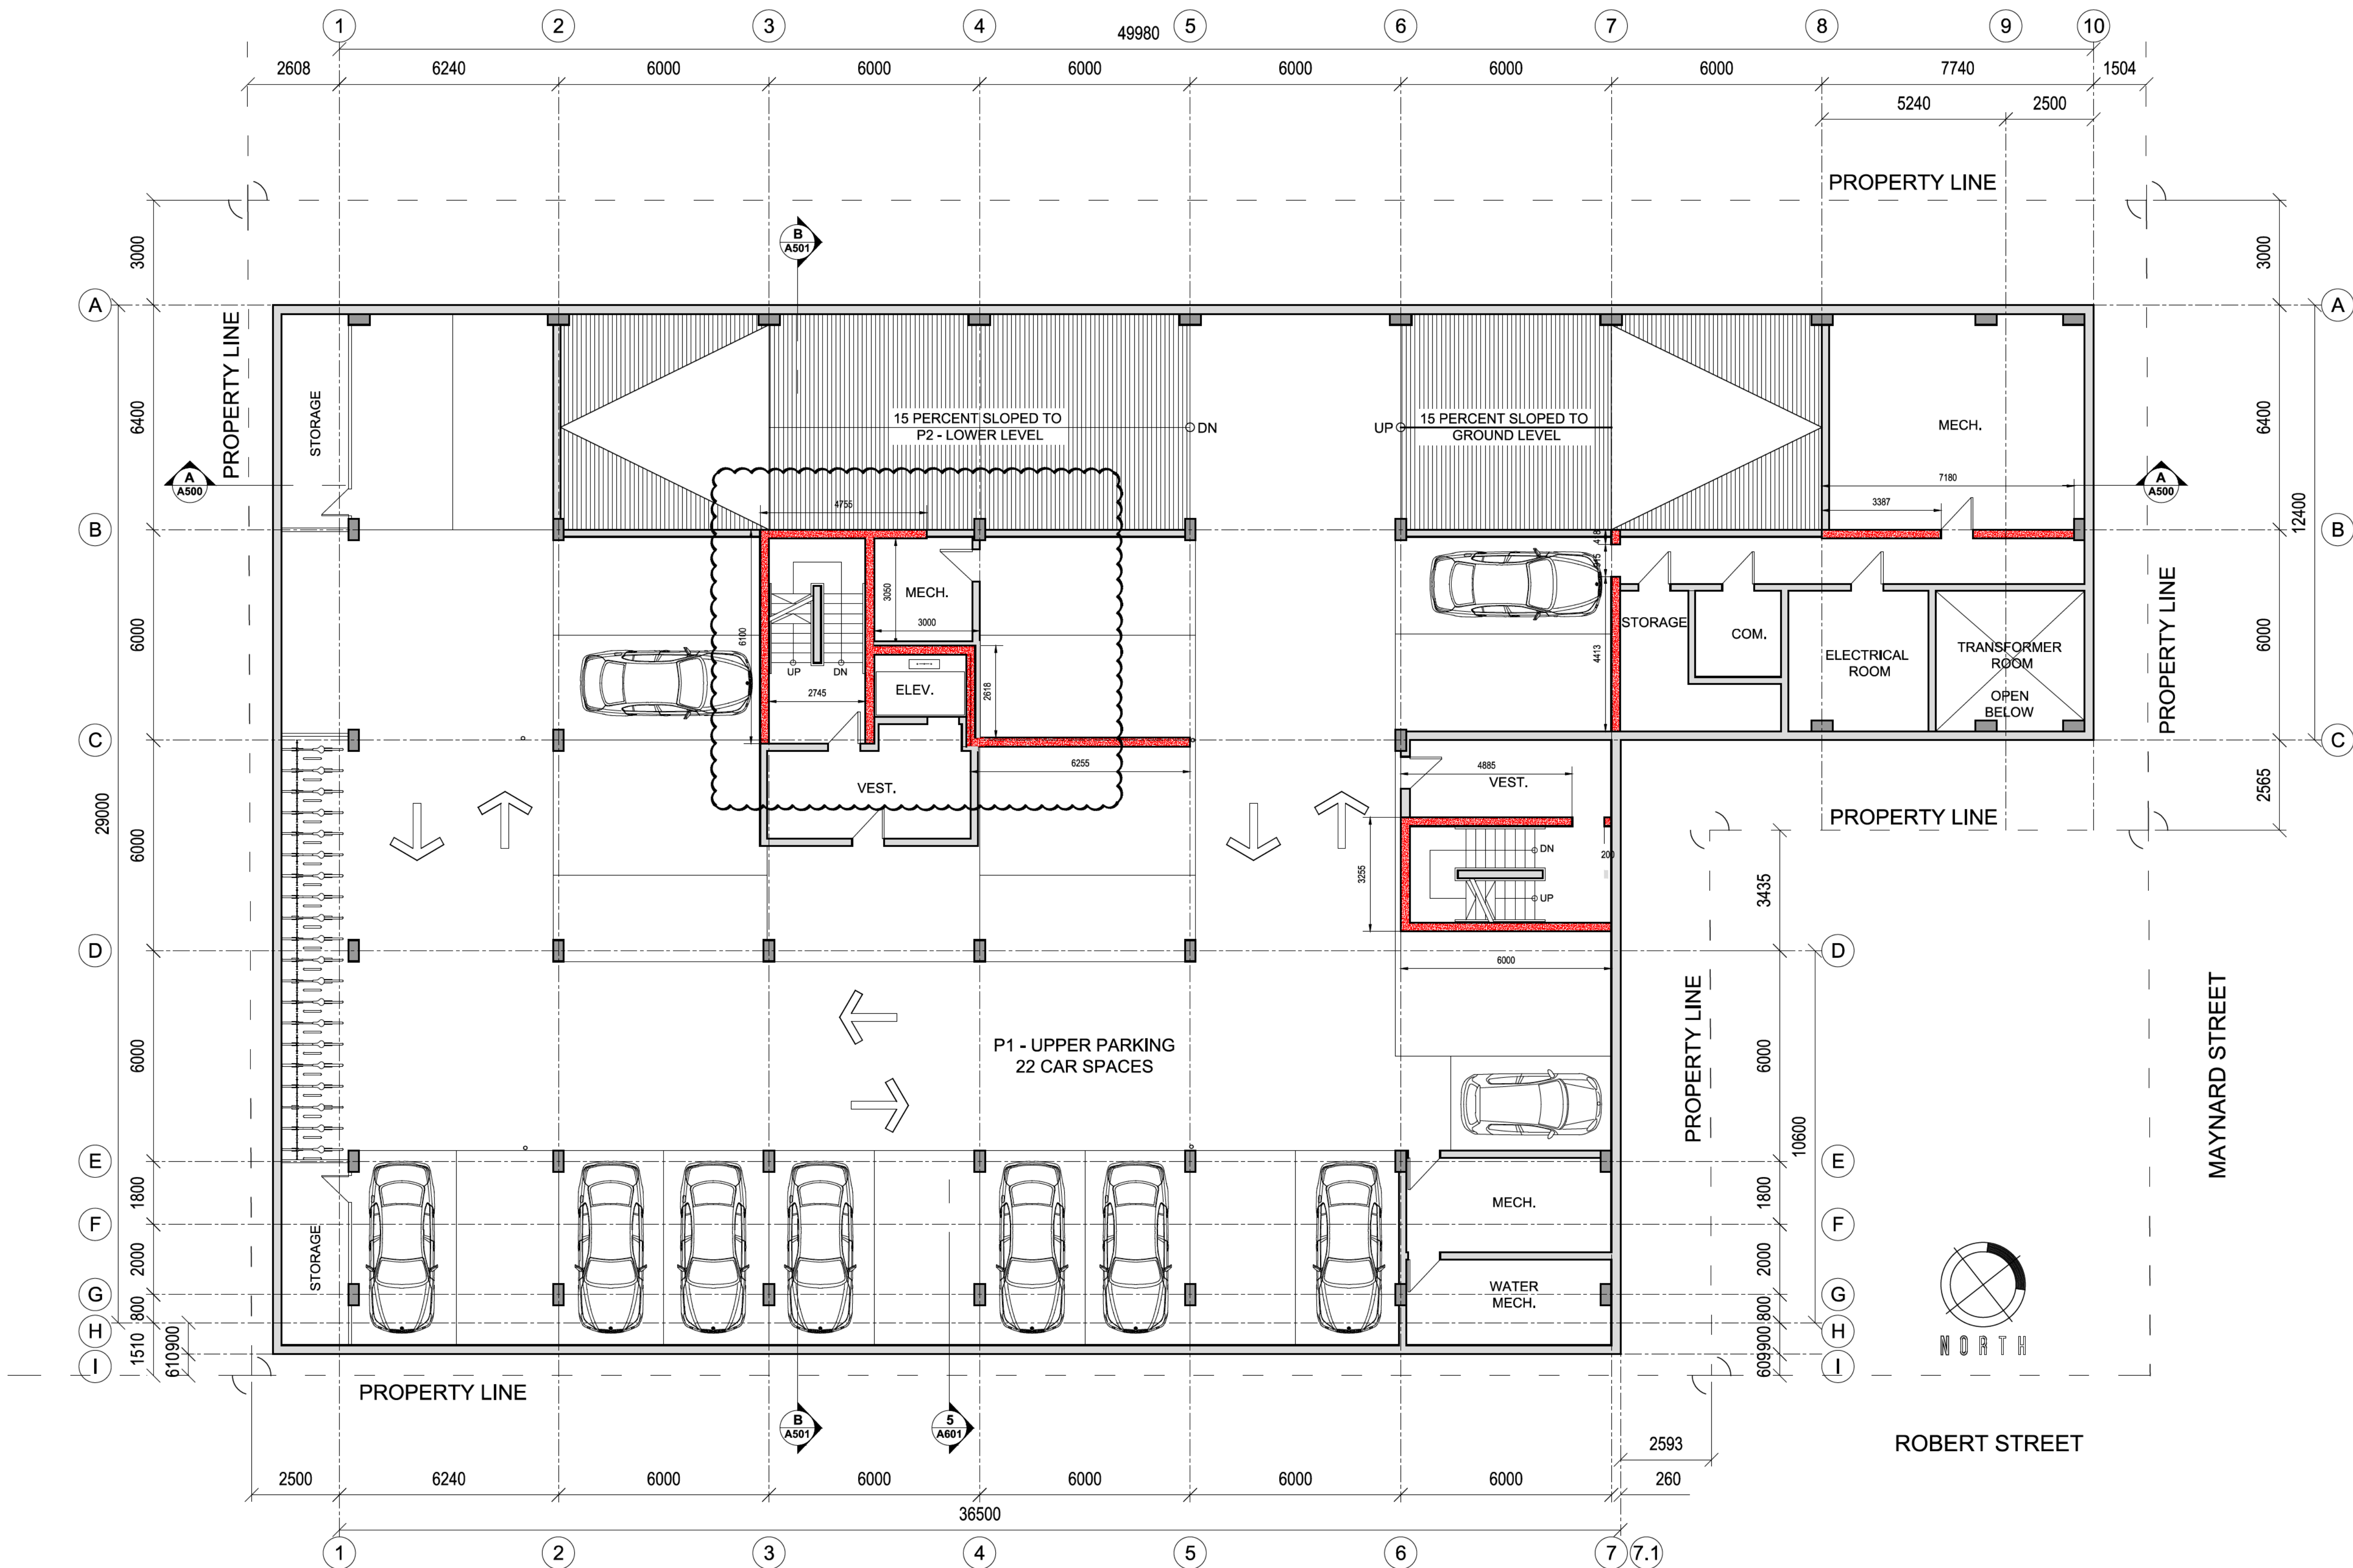 1 2 3 4 5 6 7 8 9 10
49980
2608 6240 6000 6000 6000 6000 6000 6000 7740 1504
5240 2500
PROPERTY LINE
B
A501
3000
3000
A
A
PROPERTY LINE
STORAGE
6400
15 PERCENT SLOPED TO
P2 - LOWER LEVEL
DN
UP
15 PERCENT SLOPED TO
GROUND LEVEL
MECH.
6400
A
A500
7180
A
A500
4755
3387
12400
B
B
418
915
3050
MECH.
3000
6100
6000
UP DN
2745
ELEV.
2618
4413
STORAGE
COM.
ELECTRICAL
ROOM
TRANSFORMER
ROOM
OPEN
BELOW
6000
PROPERTY LINE
C
C
6255
4885
VEST.
VEST.
2565
29000
6000
PROPERTY LINE
DN
200
3255
UP
3435
D
D
6000
6000
P1 - UPPER PARKING
22 CAR SPACES
PROPERTY LINE
6000
10600
MAYNARD STREET
E
E
1800
MECH.
1800
F
F
STORAGE
2000
2000
G
WATER
MECH.
G
800
800
H
H
1510
900
610
900
609
I
I
NORTH
PROPERTY LINE
B
A501
5
A601
ROBERT STREET
2593
2500 6240 6000 6000 6000 6000 6000 260
36500
1 2 3 4 5 6 7 7.1